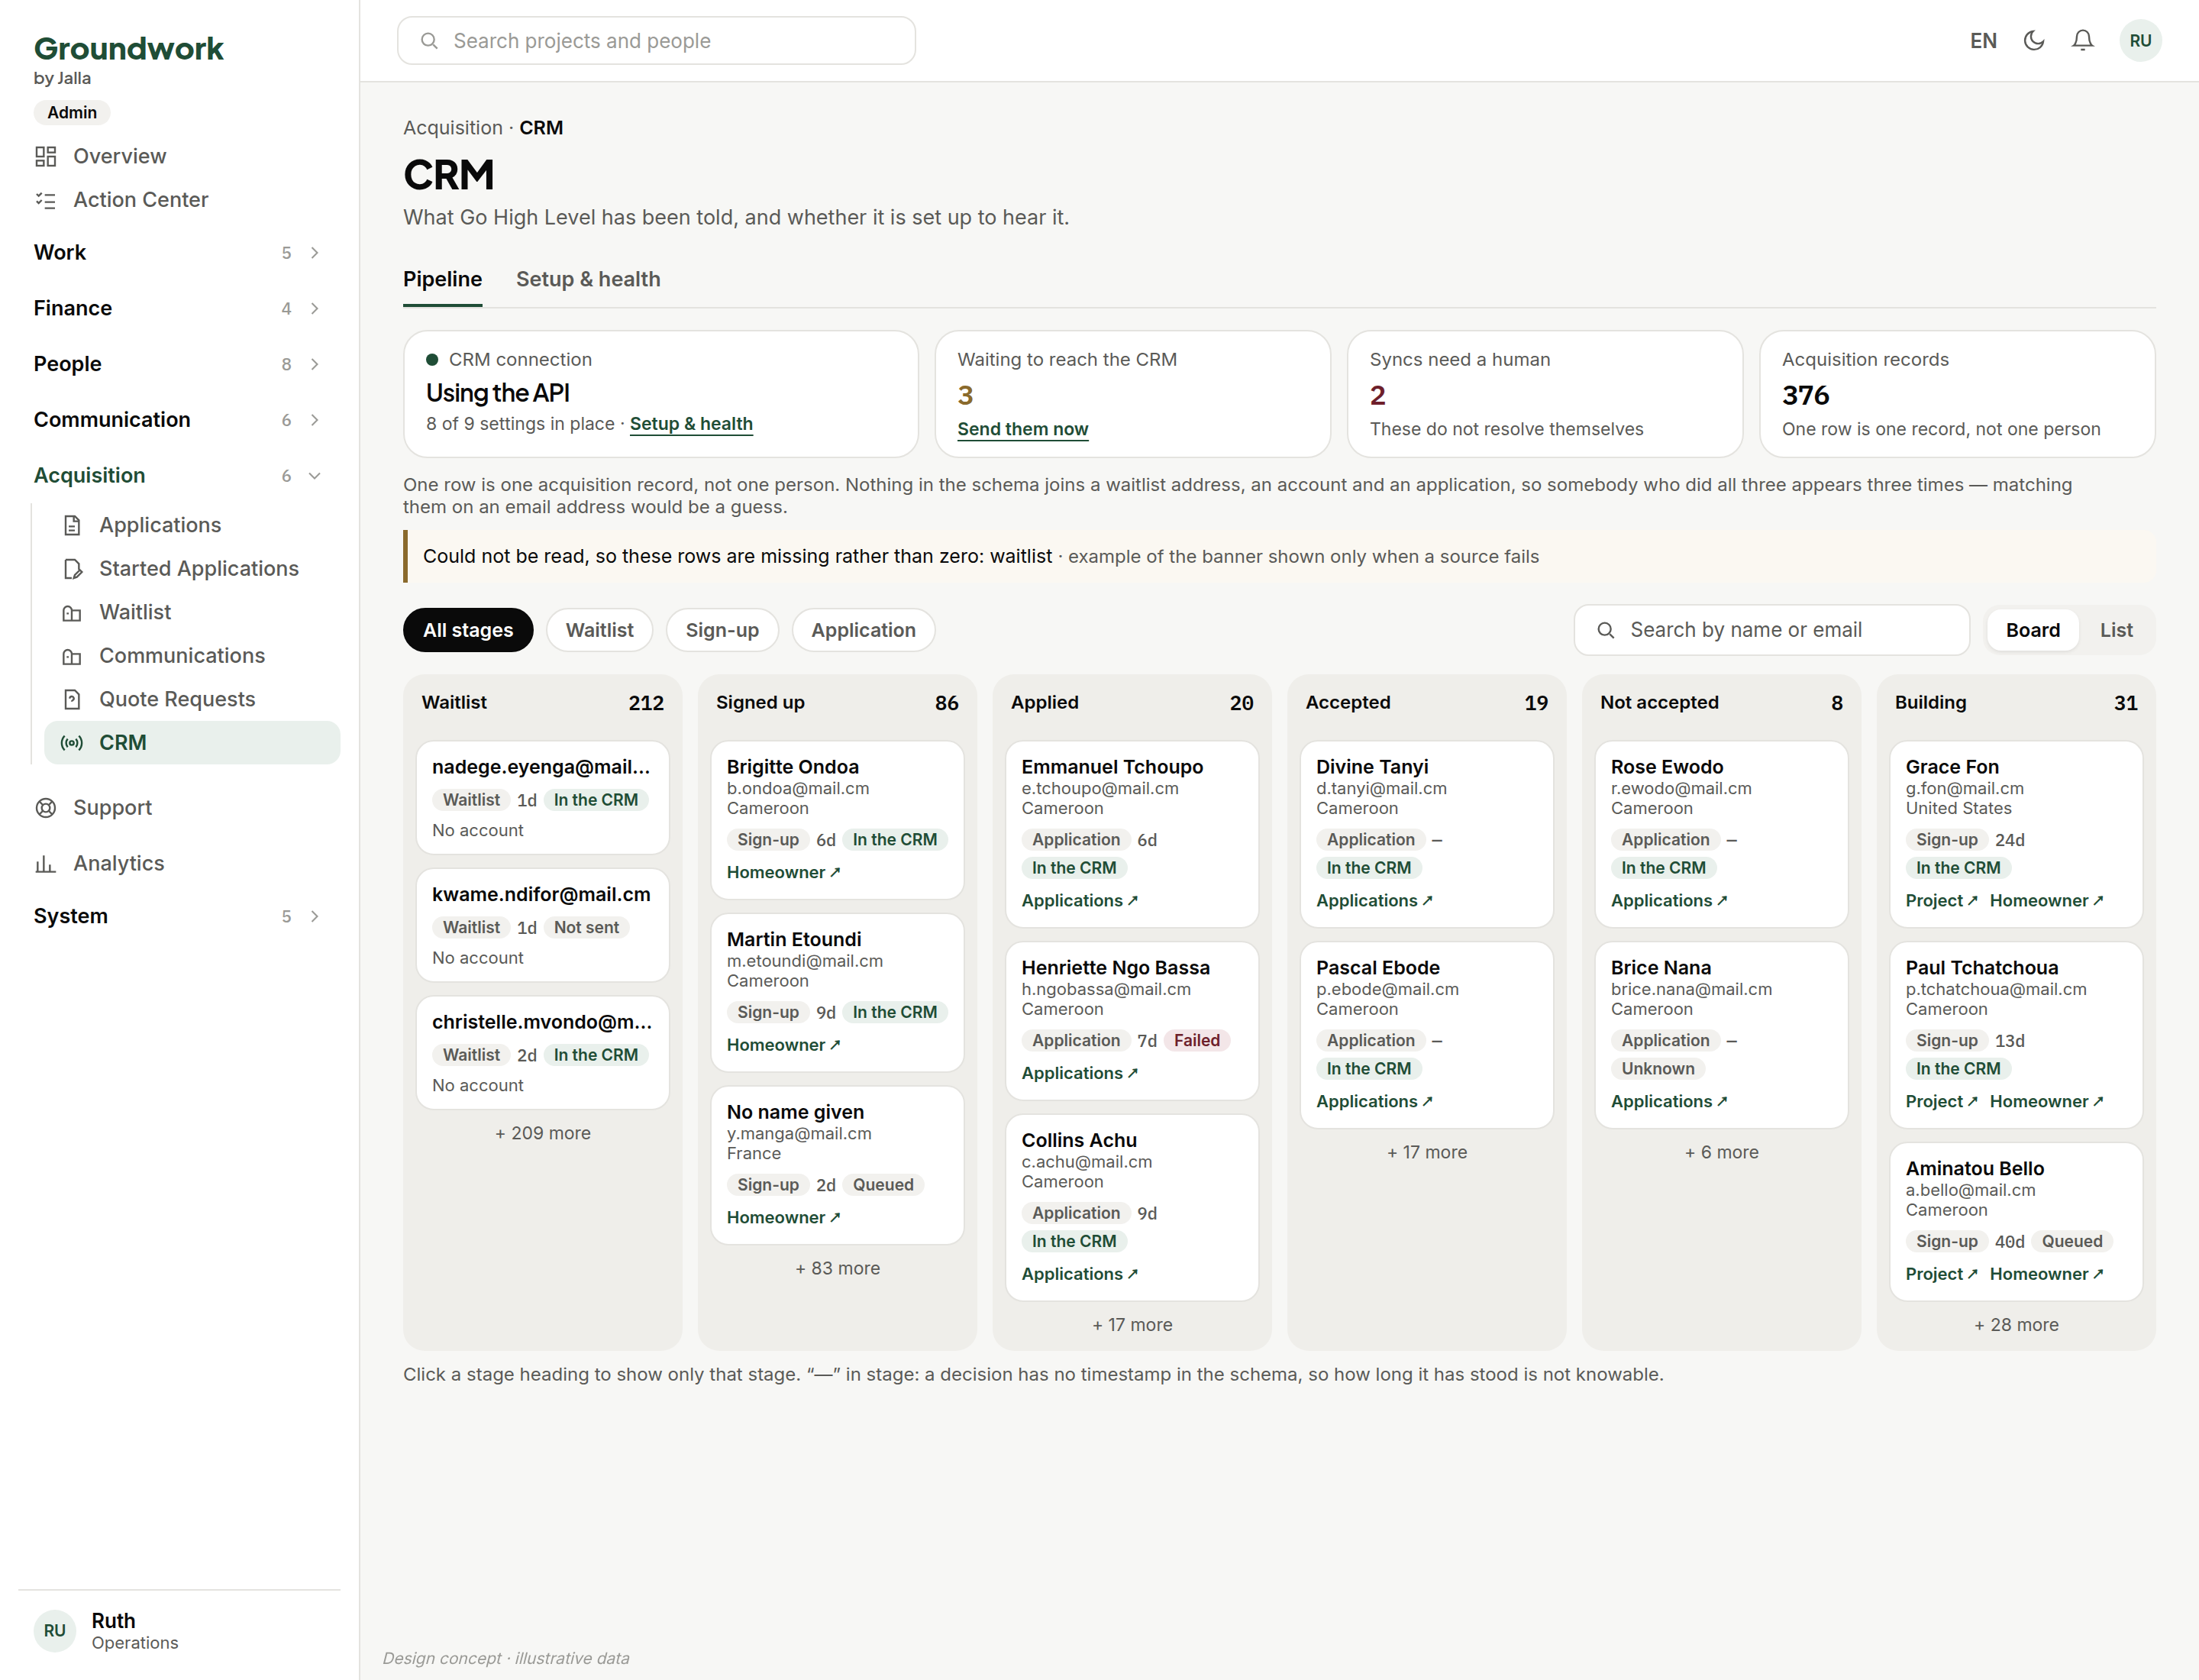 Groundwork
by Jalla
Admin
Overview
Action Center
Work 5
Finance 4
People 8
Communication 6
Acquisition 6
Applications
Started Applications
Waitlist
Communications
Quote Requests
CRM
Support
Analytics
System 5
RU
Ruth
Operations
Search projects and people
EN
RU
Acquisition · CRM
CRM
What Go High Level has been told, and whether it is set up to hear it.
Pipeline
Setup & health
CRM connection
Using the API
8 of 9 settings in place · Setup & health
Waiting to reach the CRM
3
Send them now
Syncs need a human
2
These do not resolve themselves
Acquisition records
376
One row is one record, not one person
One row is one acquisition record, not one person. Nothing in the schema joins a waitlist address, an account and an application, so somebody who did all three appears three times — matching
them on an email address would be a guess.
Could not be read, so these rows are missing rather than zero: waitlist · example of the banner shown only when a source fails
All stages
Waitlist
Sign-up
Application
Search by name or email
Board
List
Waitlist 212
nadege.eyenga@mail...
Waitlist 1d In the CRM
No account
kwame.ndifor@mail.cm
Waitlist 1d Not sent
No account
christelle.mvondo@m...
Waitlist 2d In the CRM
No account
+ 209 more
Signed up 86
Brigitte Ondoa
b.ondoa@mail.cm
Cameroon
Sign-up 6d In the CRM
Homeowner ↗
Martin Etoundi
m.etoundi@mail.cm
Cameroon
Sign-up 9d In the CRM
Homeowner ↗
No name given
y.manga@mail.cm
France
Sign-up 2d Queued
Homeowner ↗
+ 83 more
Applied 20
Emmanuel Tchoupo
e.tchoupo@mail.cm
Cameroon
Application 6d
In the CRM
Applications ↗
Henriette Ngo Bassa
h.ngobassa@mail.cm
Cameroon
Application 7d Failed
Applications ↗
Collins Achu
c.achu@mail.cm
Cameroon
Application 9d
In the CRM
Applications ↗
+ 17 more
Accepted 19
Divine Tanyi
d.tanyi@mail.cm
Cameroon
Application —
In the CRM
Applications ↗
Pascal Ebode
p.ebode@mail.cm
Cameroon
Application —
In the CRM
Applications ↗
+ 17 more
Not accepted 8
Rose Ewodo
r.ewodo@mail.cm
Cameroon
Application —
In the CRM
Applications ↗
Brice Nana
brice.nana@mail.cm
Cameroon
Application —
Unknown
Applications ↗
+ 6 more
Building 31
Grace Fon
g.fon@mail.cm
United States
Sign-up 24d
In the CRM
Project ↗ Homeowner ↗
Paul Tchatchoua
p.tchatchoua@mail.cm
Cameroon
Sign-up 13d
In the CRM
Project ↗ Homeowner ↗
Aminatou Bello
a.bello@mail.cm
Cameroon
Sign-up 40d Queued
Project ↗ Homeowner ↗
+ 28 more
Click a stage heading to show only that stage. “—” in stage: a decision has no timestamp in the schema, so how long it has stood is not knowable.
Design concept · illustrative data